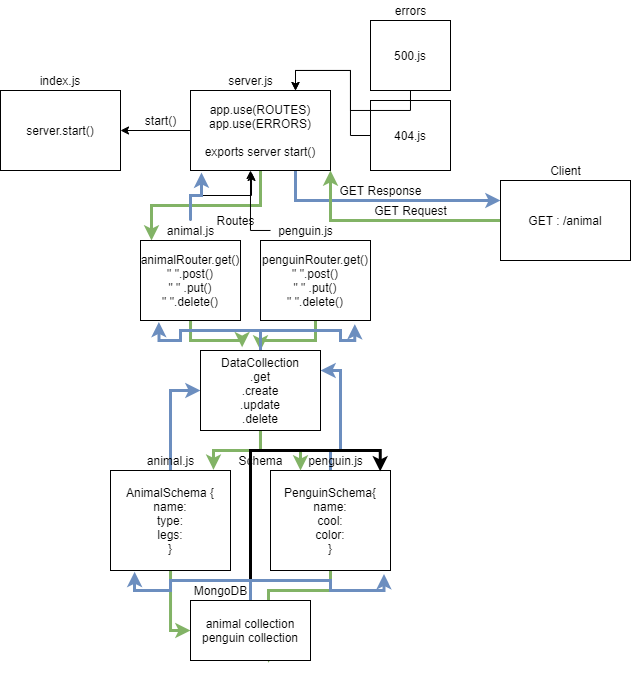 errors
500.js
404.js
index.js
server.start()
start()
server.js
app.use(ROUTES)
app.use(ERRORS)
exports server start()
Client
GET : /animal
GET Response
GET Request
Routes
animal.js
animalRouter.get()
" ".post()
" " .put()
" ".delete()
penguin.js
penguinRouter.get()
" ".post()
" " .put()
" ".delete()
DataCollection
.get
.create
.update
.delete
Schema
animal.js
AnimalSchema {
name:
type:
legs:
}
penguin.js
PenguinSchema{
name:
cool:
color:
}
MongoDB
animal collection
penguin collection